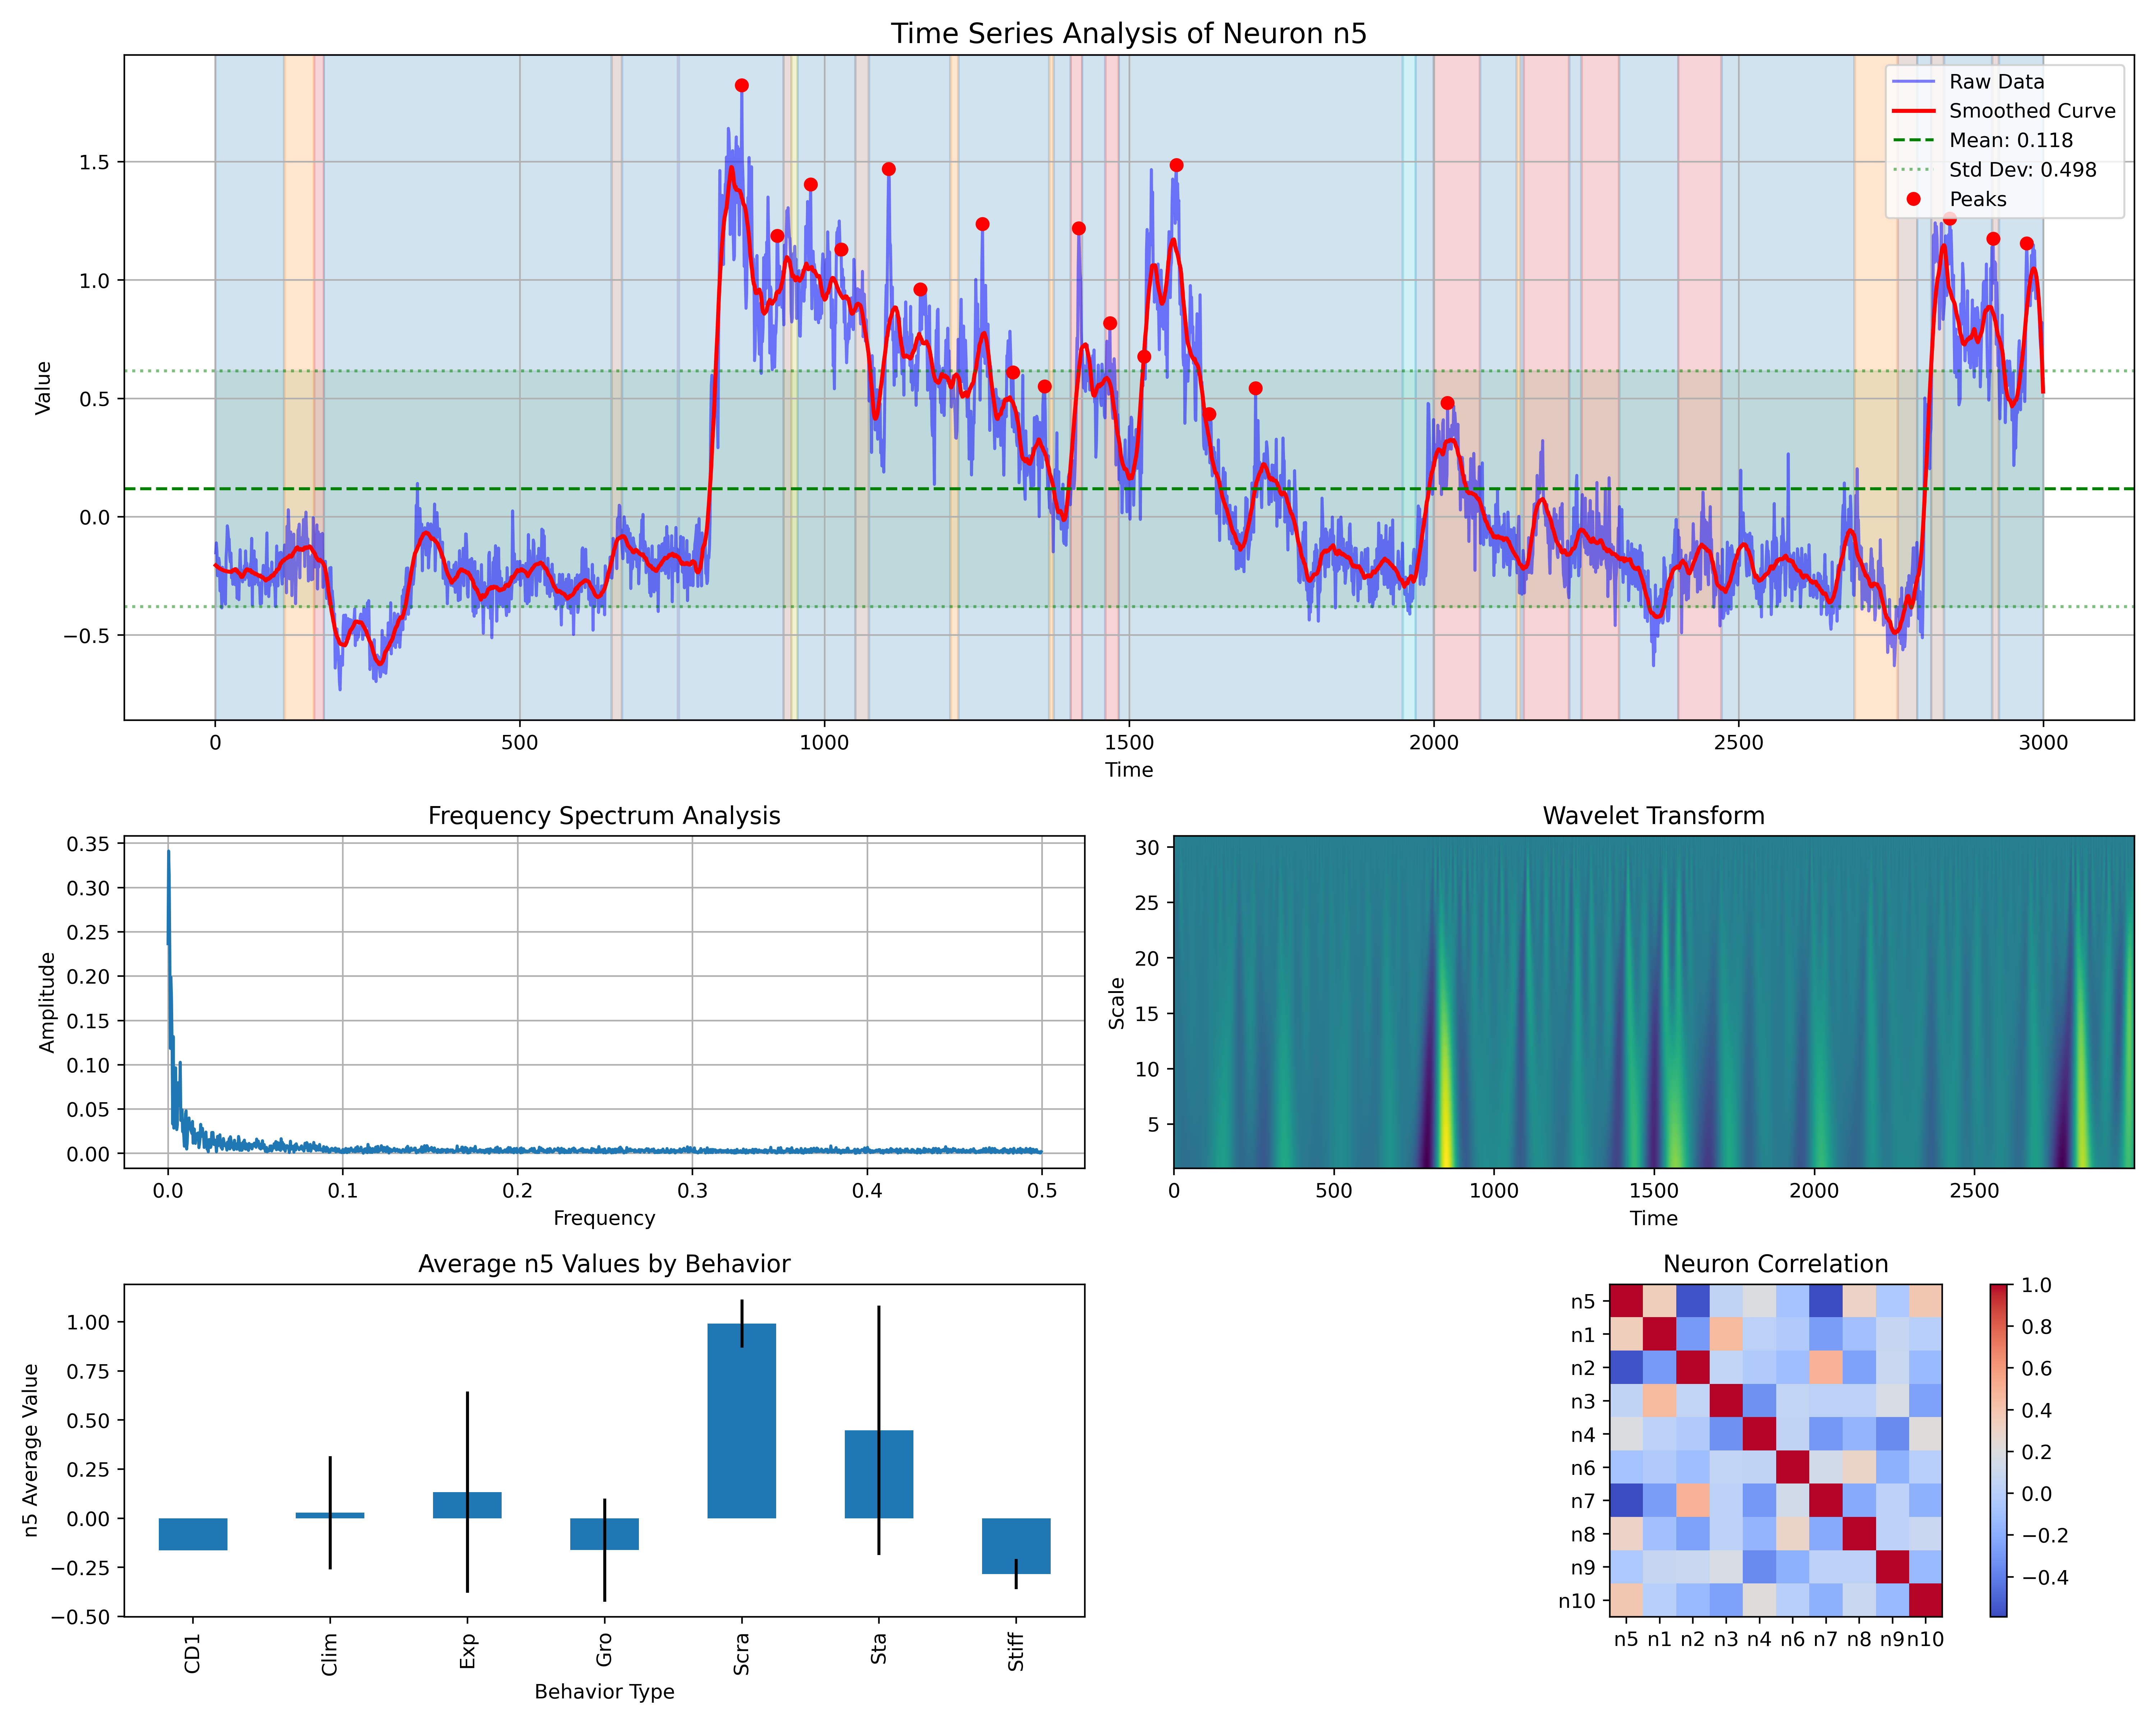 Time Series Analysis of Neuron n5
Raw Data
Smoothed Curve
Mean: 0.118
Std Dev: 0.498
Peaks
Value
1.5
1.0
0.5
0.0
−0.5
0 500 1000 1500 2000 2500 3000
Time
Frequency Spectrum Analysis
Amplitude
0.35
0.30
0.25
0.20
0.15
0.10
0.05
0.00
0.0 0.1 0.2 0.3 0.4 0.5
Frequency
Wavelet Transform
Scale
30
25
20
15
10
5
0 500 1000 1500 2000 2500
Time
Average n5 Values by Behavior
n5 Average Value
1.00
0.75
0.50
0.25
0.00
−0.25
−0.50
CD1 Clim Exp Gro Scra Sta Stiff
Behavior Type
Neuron Correlation
n5
n1
n2
n3
n4
n6
n7
n8
n9
n10
n5 n1 n2 n3 n4 n6 n7 n8 n9 n10
1.0
0.8
0.6
0.4
0.2
0.0
−0.2
−0.4